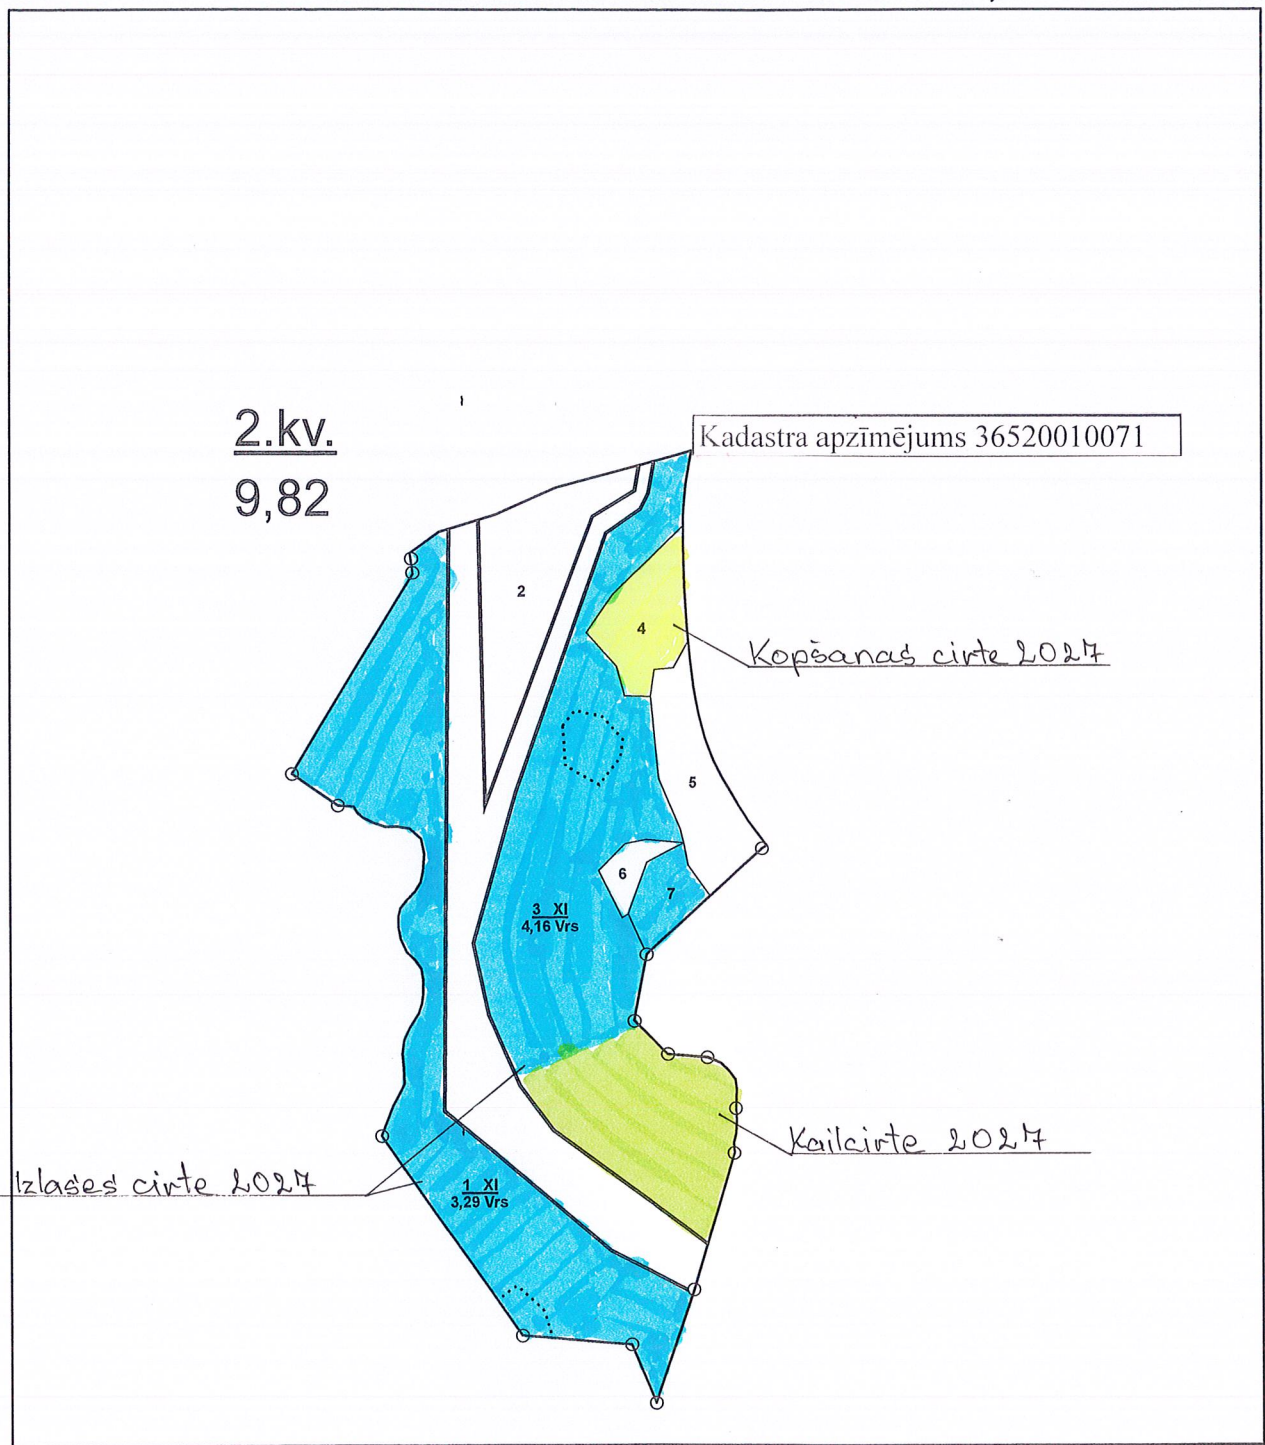 2.kv.
9,82
Kadastra apzīmējums 36520010071
2
4
Kopšanas cirte 2027
5
6
7
3 XI
4,16 Vrs
Kailcirte 2027
Izlases cirte 2027
1 XI
3,29 Vrs